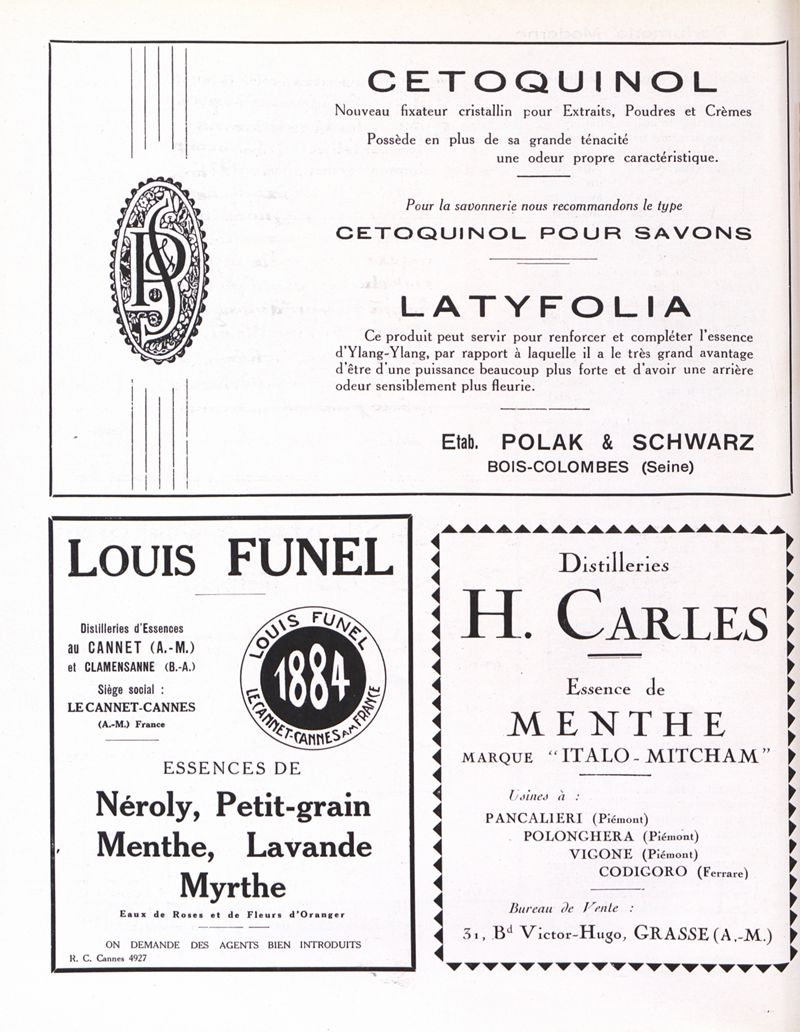 CETOQUINOL
Nouveau fixateur cristallin pour Extraits, Poudres et Crèmes
Possède en plus de sa grande ténacité
une odeur propre caractéristique.
Pour la savonnerie nous recommandons le type
CETOQUINOL POUR SAVONS
P&S
LATYFOLIA
Ce produit peut servir pour renforcer et compléter l'essence
d'Ylang-Ylang, par rapport à laquelle il a le très grand avantage
d'être d'une puissance beaucoup plus forte et d'avoir une arrière
odeur sensiblement plus fleurie.
Etab. POLAK & SCHWARZ
BOIS-COLOMBES (Seine)
LOUIS FUNEL
Distilleries d'Essences
au CANNET (A.-M.)
et CLAMENSANNE (B.-A.)
Siège social :
LE CANNET-CANNES
(A.-M.) France
LOUIS FUNEL
1884
LE CANNET-CANNES A.M. FRANCE
ESSENCES DE
Néroly, Petit-grain
Menthe, Lavande
Myrthe
Eaux de Roses et de Fleurs d'Oranger
ON DEMANDE DES AGENTS BIEN INTRODUITS
R. C. Cannes 4927
Distilleries
H. CARLES
Essence de
MENTHE
MARQUE "ITALO-MITCHAM"
Usines à :
PANCALIERI (Piémont)
POLONGHERA (Piémont)
VIGONE (Piémont)
CODIGORO (Ferrare)
Bureau de Vente :
31, Bd Victor-Hugo, GRASSE (A.-M.)